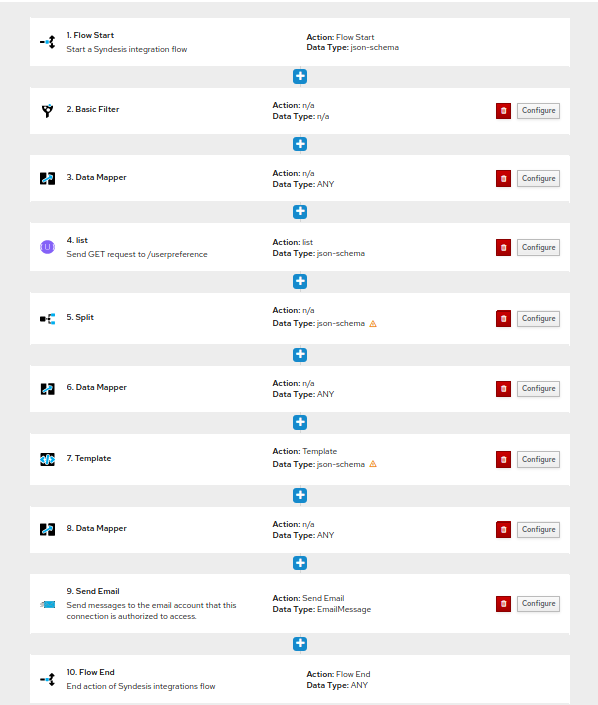 1. Flow Start
Start a Syndesis integration flow
Action: Flow Start
Data Type: json-schema
2. Basic Filter
Action: n/a
Data Type: n/a
Configure
3. Data Mapper
Action: n/a
Data Type: ANY
Configure
4. list
Send GET request to /userpreference
Action: list
Data Type: json-schema
Configure
5. Split
Action: n/a
Data Type: json-schema
Configure
6. Data Mapper
Action: n/a
Data Type: ANY
Configure
7. Template
Action: Template
Data Type: json-schema
Configure
8. Data Mapper
Action: n/a
Data Type: ANY
Configure
9. Send Email
Send messages to the email account that this
connection is authorized to access.
Action: Send Email
Data Type: EmailMessage
Configure
10. Flow End
End action of Syndesis integrations flow
Action: Flow End
Data Type: ANY